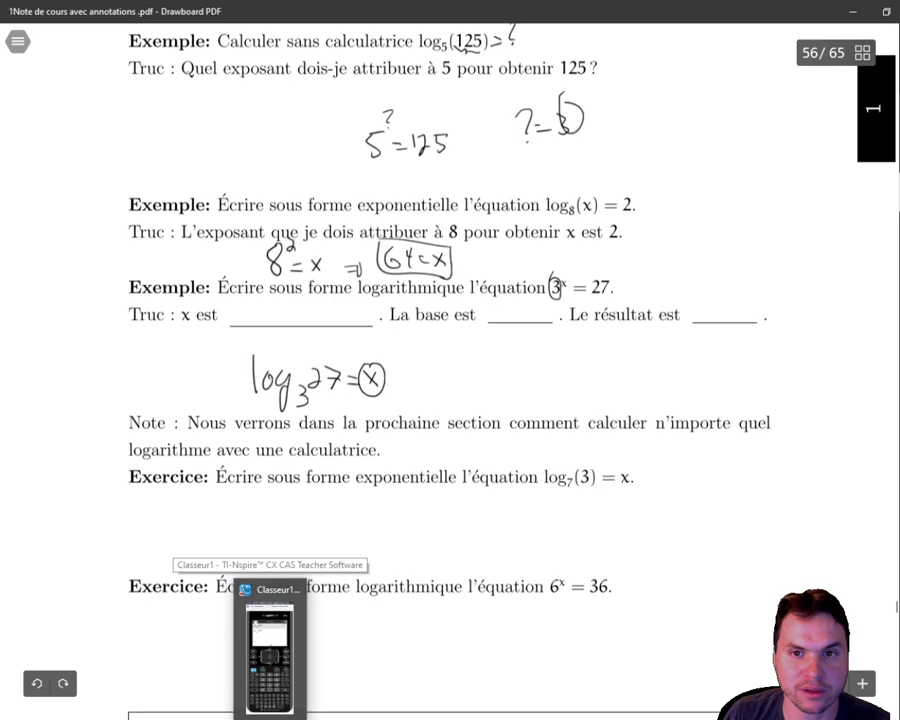 1Note de cours avec annotations .pdf - Drawboard PDF
Exemple: Calculer sans calculatrice log₅(125)=?
56/ 65
Truc : Quel exposant dois-je attribuer à 5 pour obtenir 125 ?
1
5^?=125 ?=3
Exemple: Écrire sous forme exponentielle l'équation log₈(x) = 2.
Truc : L'exposant que je dois attribuer à 8 pour obtenir x est 2.
8²=x ⇒ 64=x
Exemple: Écrire sous forme logarithmique l'équation 3ˣ = 27.
Truc : x est ____________ . La base est ______ . Le résultat est ______ .
log₃27=x
Note : Nous verrons dans la prochaine section comment calculer n'importe quel
logarithme avec une calculatrice.
Exercice: Écrire sous forme exponentielle l'équation log₇(3) = x.
Classeur1 - TI-Nspire™ CX CAS Teacher Software
Exercice: Éc
Classeur1...
forme logarithmique l'équation 6ˣ = 36.